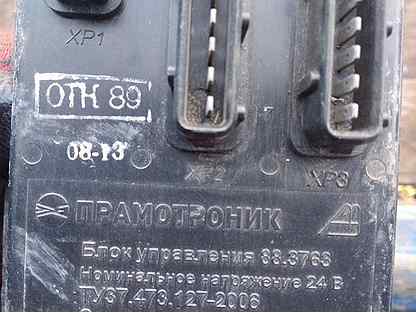 XP1
ОТК 89
08-13
XP2
XP3
ПРАМОТРОНИК
Блок управления 88.3763
Номинальное напряжение 24 В
ТУ37.473.127-2006